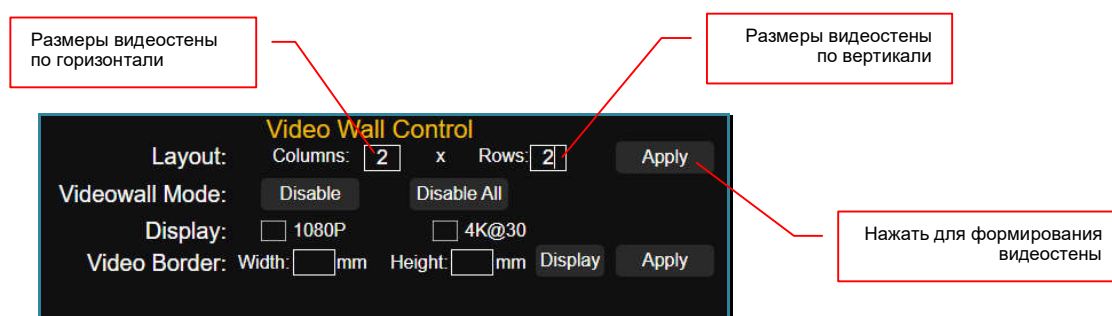 Размеры видеостены
по горизонтали
Размеры видеостены
по вертикали
Video Wall Control
Layout: Columns: 2 x Rows: 2 Apply
Videowall Mode: Disable Disable All
Display: 1080P 4K@30
Video Border: Width: mm Height: mm Display Apply
Нажать для формирования
видеостены